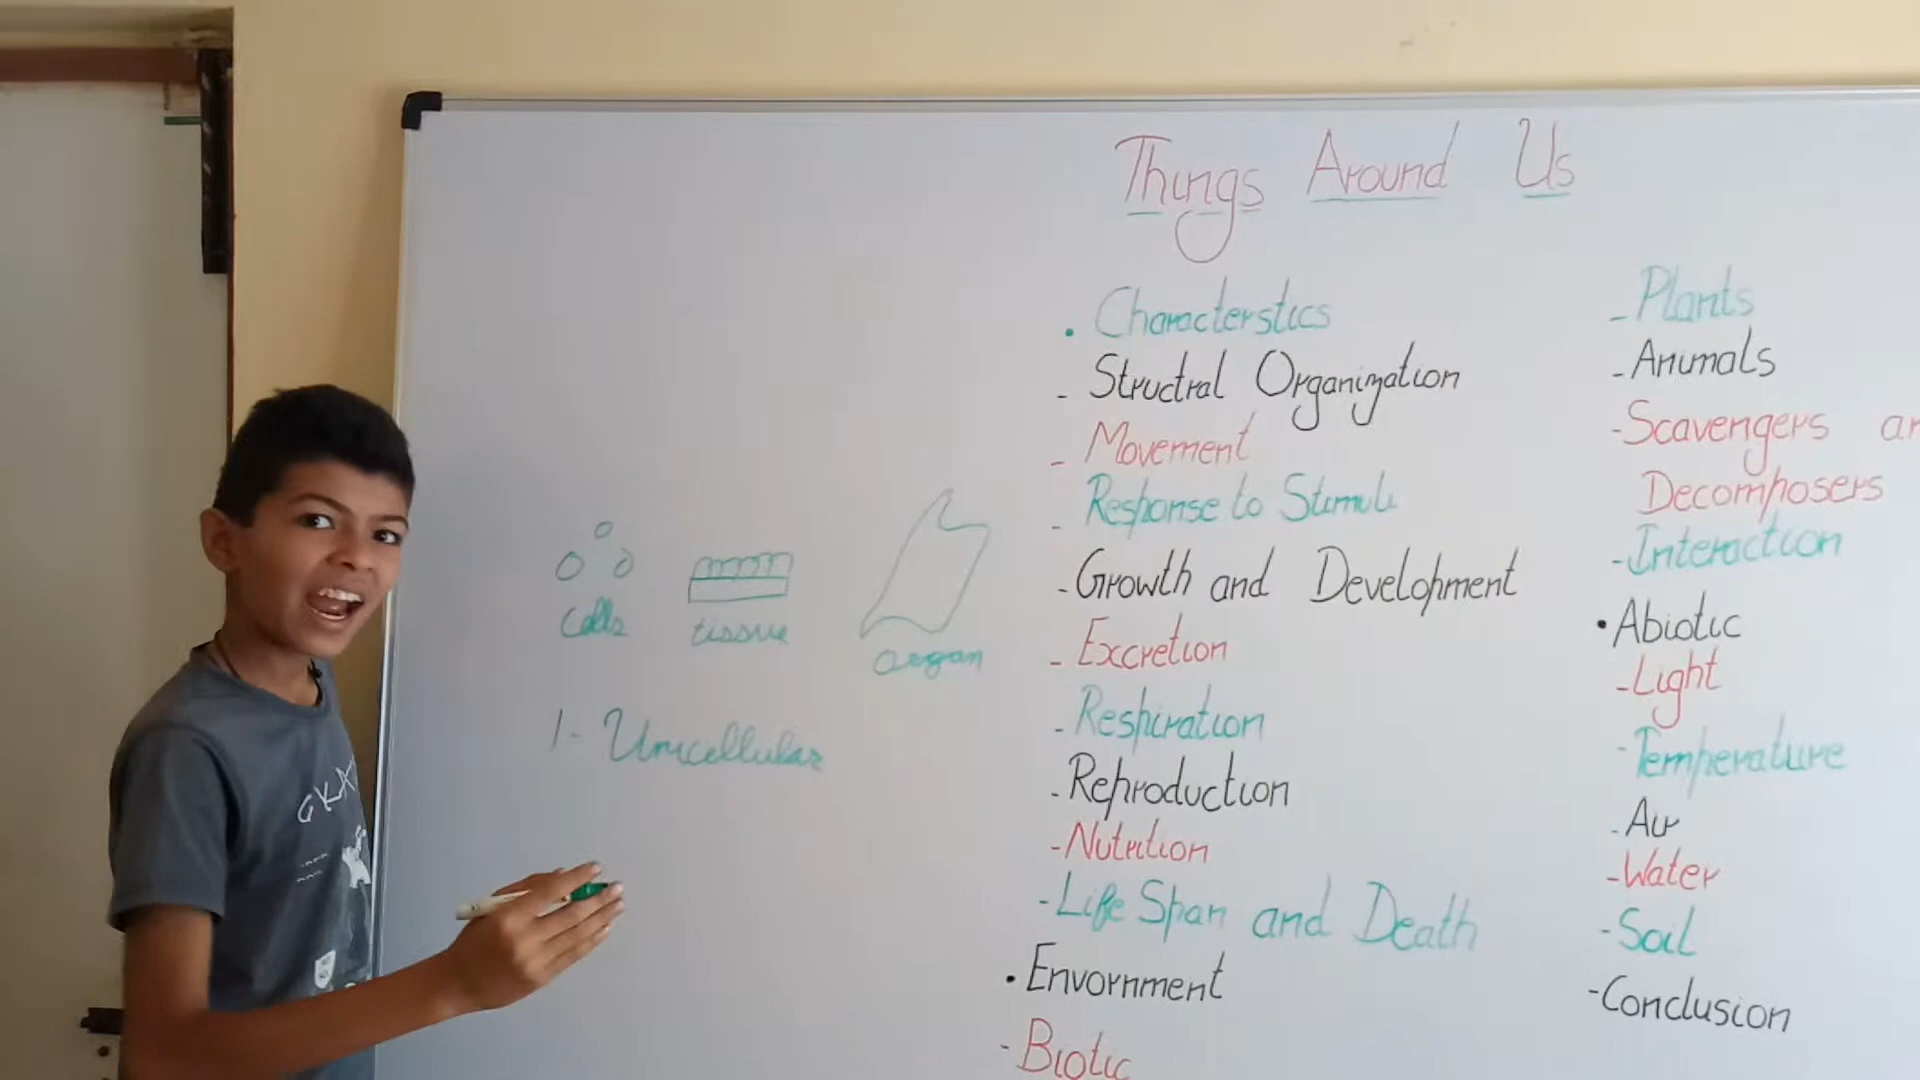 Things Around Us
. Characterstics
- Structral Organization
- Movement
- Response to Stimuli
- Growth and Development
- Excretion
- Respiration
- Reproduction
- Nutrition
- Life Span and Death
• Envornment
- Biotic
- Plants
- Animals
- Scavengers
Decomposers
- Interaction
• Abiotic
- Light
- Temperature
- Air
- Water
- Soil
- Conclusion
cells
tissue
organ
1- Unicellular